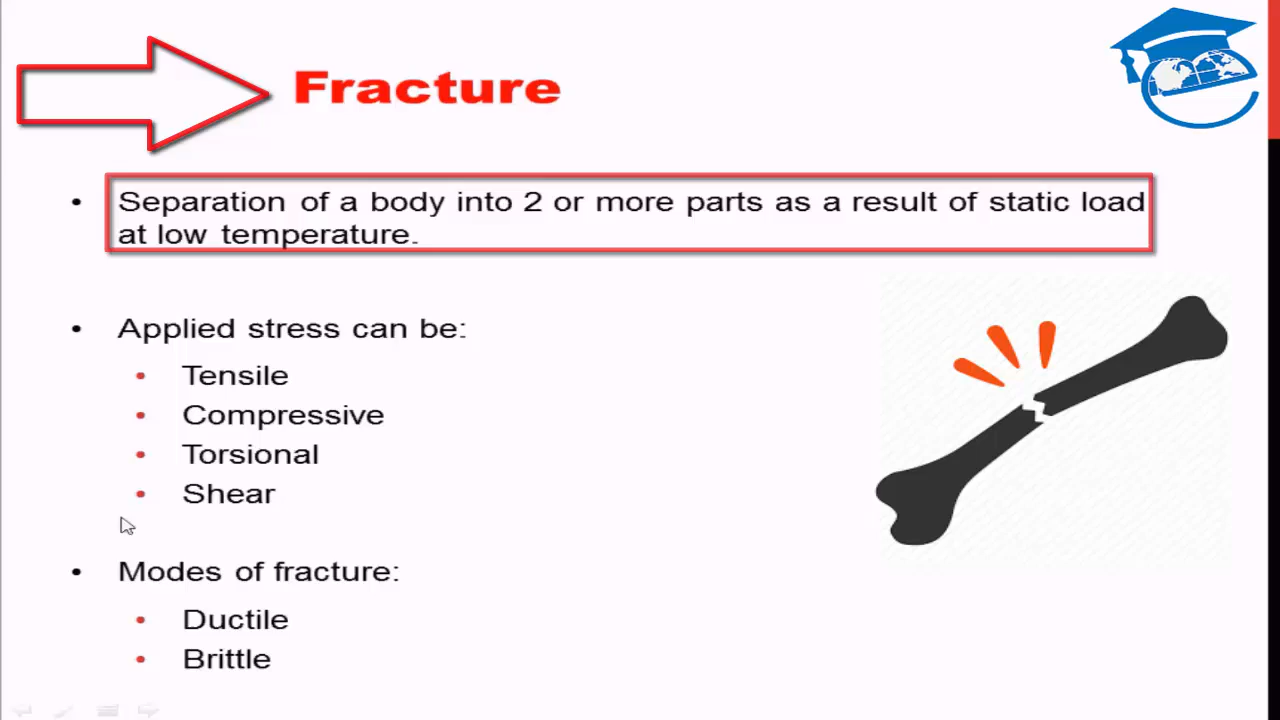 Fracture
• Separation of a body into 2 or more parts as a result of static load
at low temperature.
• Applied stress can be:
• Tensile
• Compressive
• Torsional
• Shear
• Modes of fracture:
• Ductile
• Brittle